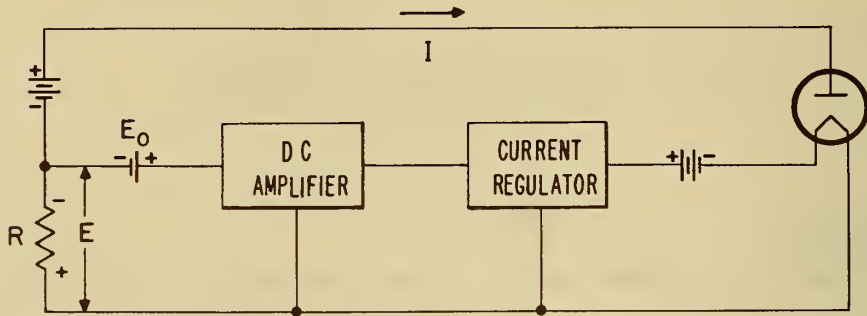 I
+
-
E₀
- +
DC
AMPLIFIER
CURRENT
REGULATOR
+ -
R
-
E
+